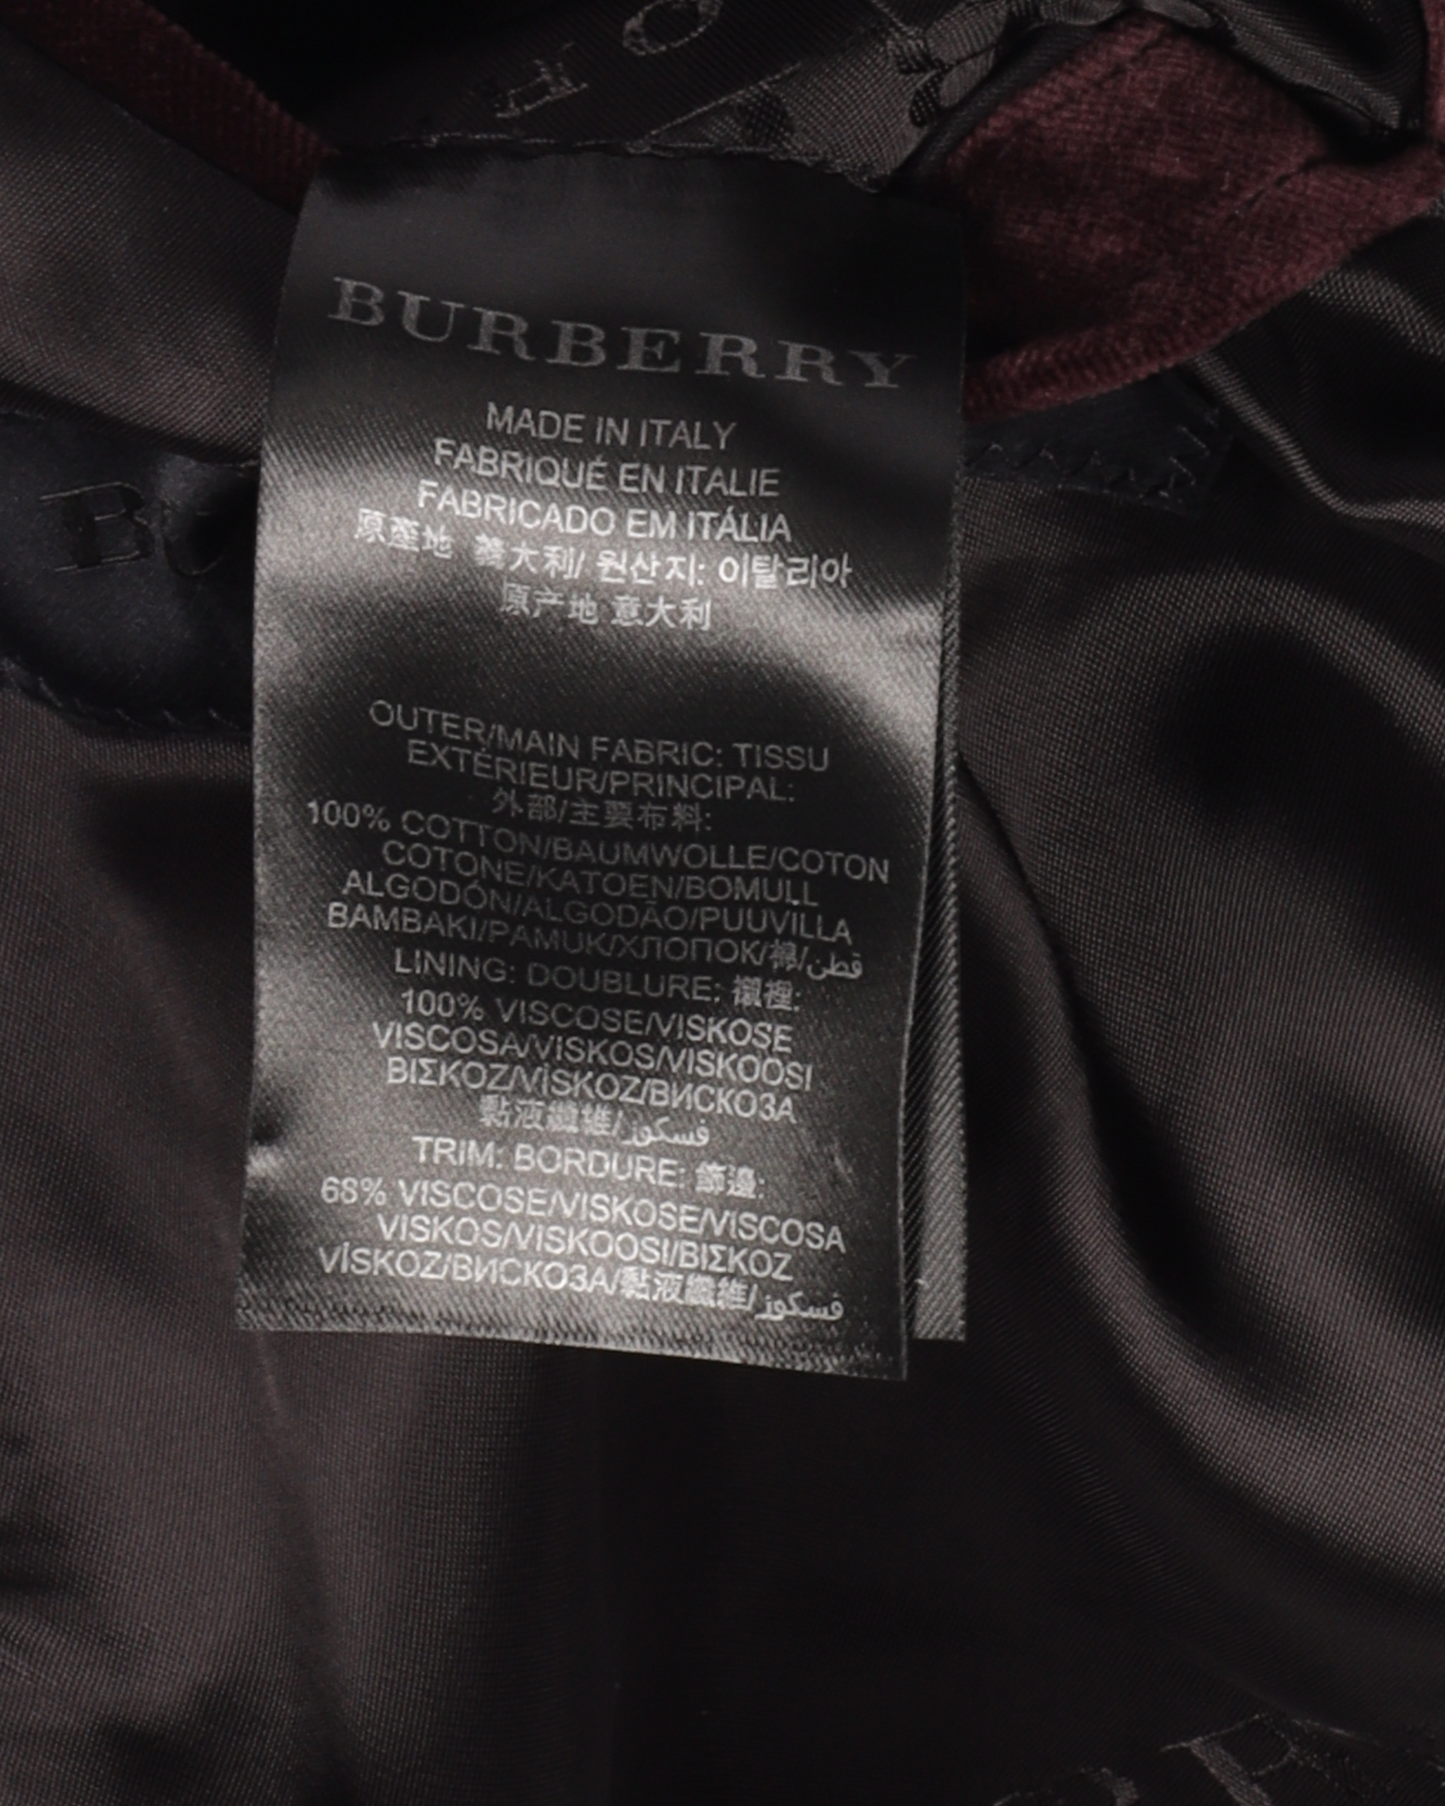 BURBERRY
MADE IN ITALY
FABRIQUÉ EN ITALIE
FABRICADO EM ITÁLIA
原產地 義大利/ 원산지: 이탈리아
原产地 意大利
OUTER/MAIN FABRIC: TISSU
EXTÉRIEUR/PRINCIPAL:
外部/主要布料:
100% COTTON/BAUMWOLLE/COTON
COTONE/KATOEN/BOMULL
ALGODÓN/ALGODÃO/PUUVILLA
BAMBAKI/PAMUK/ХЛОПОК/棉/قطن
LINING: DOUBLURE: 襯裡:
100% VISCOSE/VISKOSE
VISCOSA/VISKOS/VISKOOSI
ΒΙΣΚΟΖ/VİSKOZ/ВИСКОЗА
黏液纖維/فسكوز
TRIM: BORDURE: 飾邊:
68% VISCOSE/VISKOSE/VISCOSA
VISKOS/VISKOOSI/ΒΙΣΚΟΖ
VİSKOZ/ВИСКОЗА/黏液纖維/فسكوز